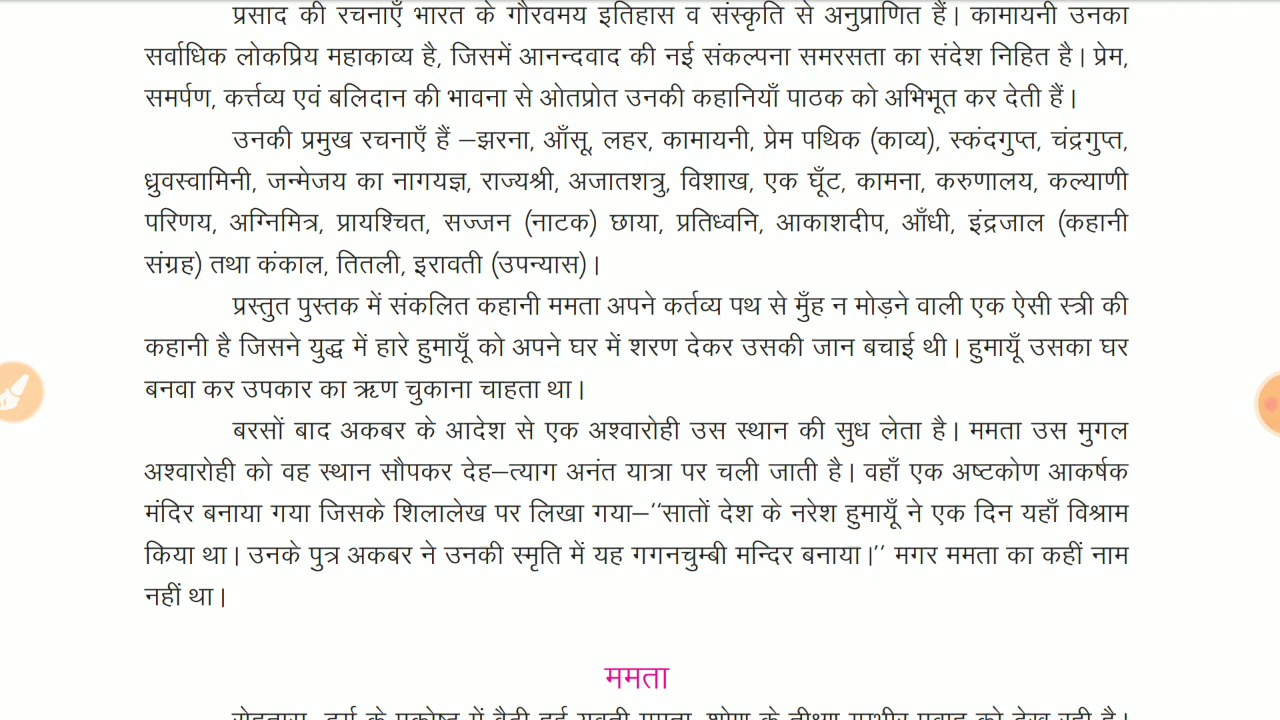 प्रसाद की रचनाएँ भारत के गौरवमय इतिहास व संस्कृति से अनुप्राणित हैं। कामायनी उनका
सर्वाधिक लोकप्रिय महाकाव्य है, जिसमें आनन्दवाद की नई संकल्पना समरसता का संदेश निहित है। प्रेम,
समर्पण, कर्त्तव्य एवं बलिदान की भावना से ओतप्रोत उनकी कहानियाँ पाठक को अभिभूत कर देती हैं।
उनकी प्रमुख रचनाएँ हैं –झरना, आँसू, लहर, कामायनी, प्रेम पथिक (काव्य), स्कंदगुप्त, चंद्रगुप्त,
ध्रुवस्वामिनी, जन्मेजय का नागयज्ञ, राज्यश्री, अजातशत्रु, विशाख, एक घूँट, कामना, करुणालय, कल्याणी
परिणय, अग्निमित्र, प्रायश्चित, सज्जन (नाटक) छाया, प्रतिध्वनि, आकाशदीप, आँधी, इंद्रजाल (कहानी
संग्रह) तथा कंकाल, तितली, इरावती (उपन्यास)।
प्रस्तुत पुस्तक में संकलित कहानी ममता अपने कर्तव्य पथ से मुँह न मोड़ने वाली एक ऐसी स्त्री की
कहानी है जिसने युद्ध में हारे हुमायूँ को अपने घर में शरण देकर उसकी जान बचाई थी। हुमायूँ उसका घर
बनवा कर उपकार का ऋण चुकाना चाहता था।
बरसों बाद अकबर के आदेश से एक अश्वारोही उस स्थान की सुध लेता है। ममता उस मुगल
अश्वारोही को वह स्थान सौपकर देह–त्याग अनंत यात्रा पर चली जाती है। वहाँ एक अष्टकोण आकर्षक
मंदिर बनाया गया जिसके शिलालेख पर लिखा गया–"सातों देश के नरेश हुमायूँ ने एक दिन यहाँ विश्राम
किया था। उनके पुत्र अकबर ने उनकी स्मृति में यह गगनचुम्बी मन्दिर बनाया।" मगर ममता का कहीं नाम
नहीं था।
ममता
रोहतास–दुर्ग के प्रकोष्ठ में बैठी हुई युवती ममता, शोण के तीक्ष्ण गम्भीर प्रवाह को देख रही है।